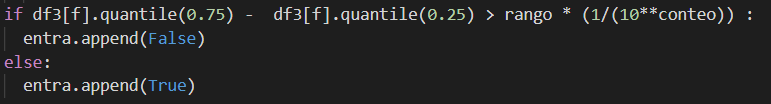 if df3[f].quantile(0.75) -  df3[f].quantile(0.25) > rango * (1/(10**conteo)) :
  entra.append(False)
else:
  entra.append(True)